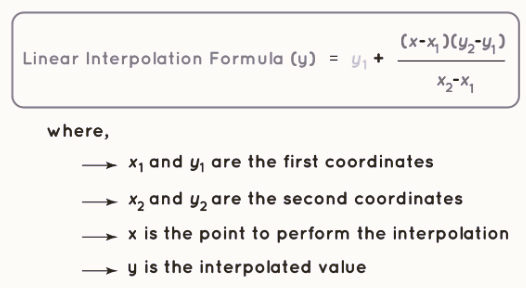 Linear Interpolation Formula (y) = y₁ + (x-x₁)(y₂-y₁)
x₂-x₁
where,
x₁ and y₁ are the first coordinates
x₂ and y₂ are the second coordinates
x is the point to perform the interpolation
y is the interpolated value